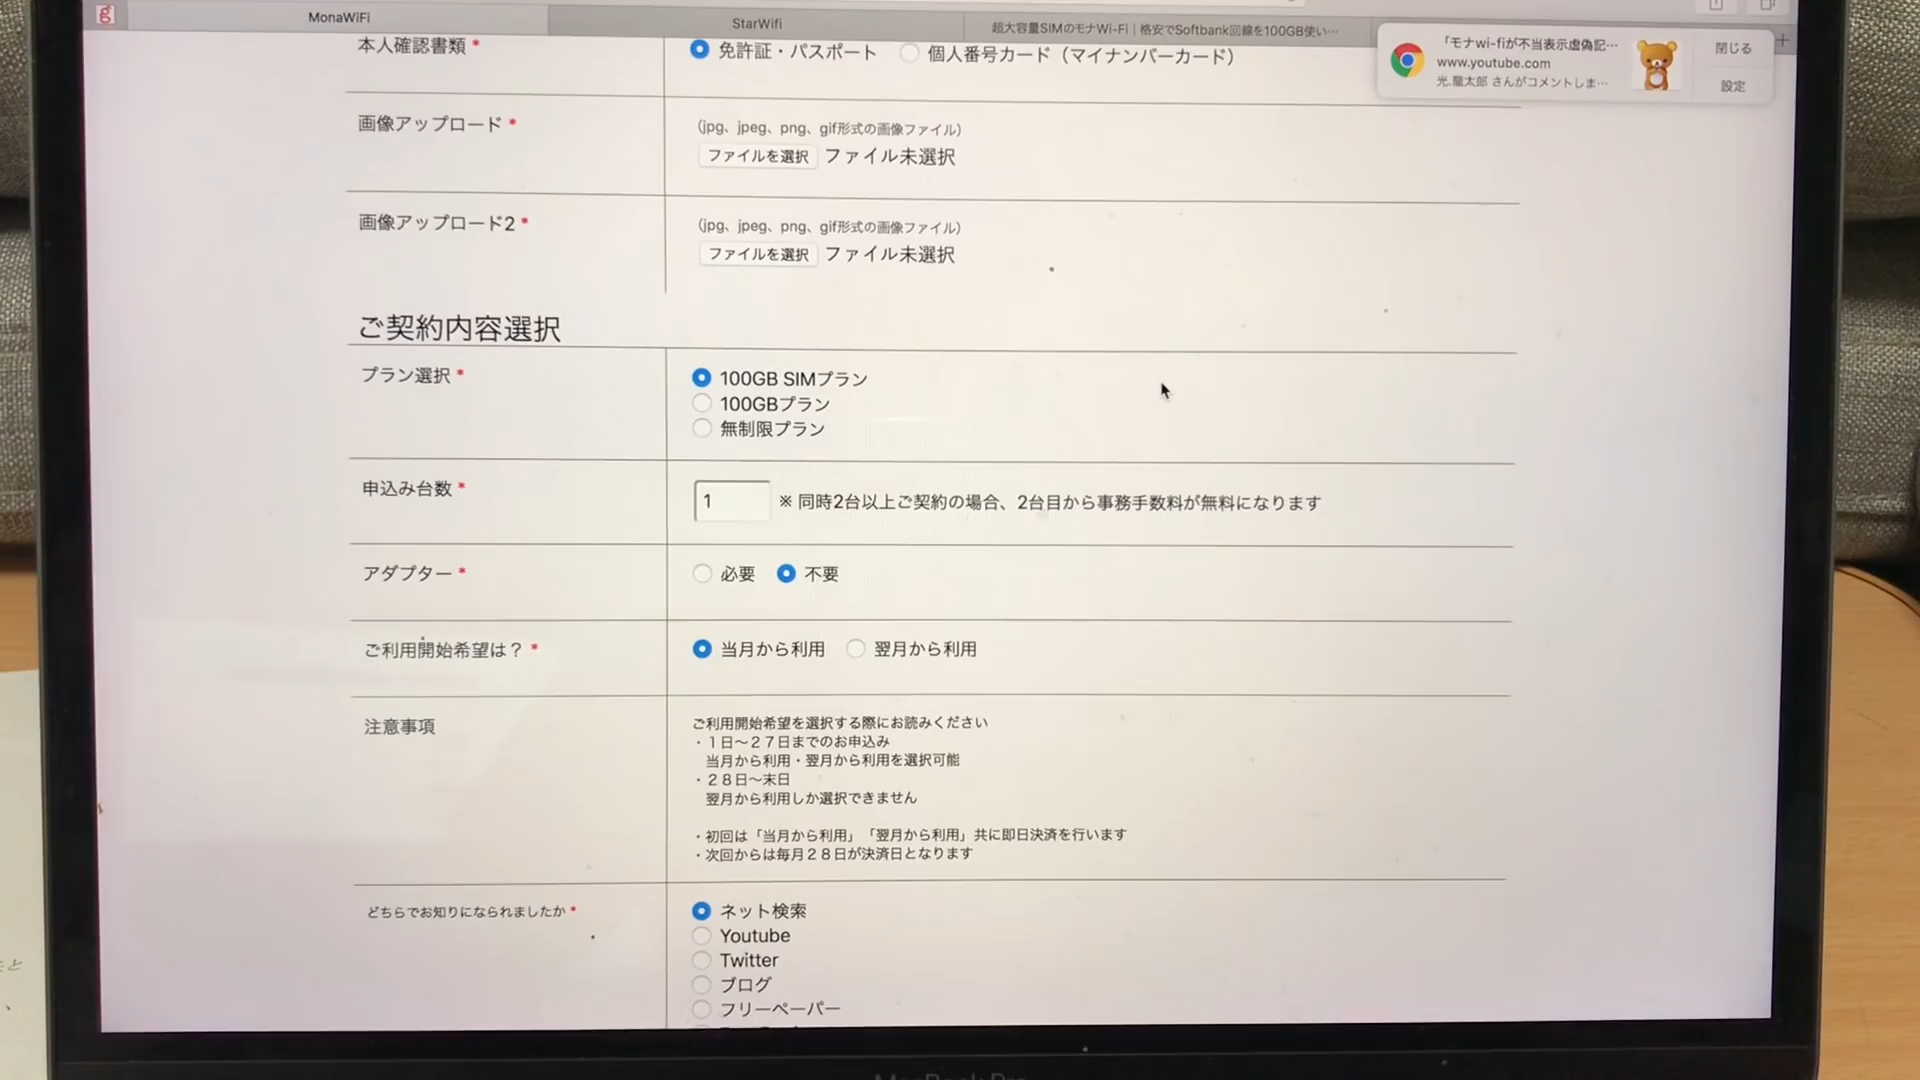 MonaWiFi
StarWifi
超大容量SIMのモナWi-Fi｜格安でSoftbank回線を100GB使い…
「モナwi-fiが不当表示虚偽記…
www.youtube.com
光.龍太郎 さんがコメントしま…
閉じる
設定
本人確認書類 *
免許証・パスポート 個人番号カード（マイナンバーカード）
画像アップロード *
（jpg、jpeg、png、gif形式の画像ファイル）
ファイルを選択 ファイル未選択
画像アップロード2 *
（jpg、jpeg、png、gif形式の画像ファイル）
ファイルを選択 ファイル未選択
ご契約内容選択
プラン選択 *
100GB SIMプラン
100GBプラン
無制限プラン
申込み台数 *
1 ※ 同時2台以上ご契約の場合、2台目から事務手数料が無料になります
アダプター *
必要 不要
ご利用開始希望は？ *
当月から利用 翌月から利用
注意事項
ご利用開始希望を選択する際にお読みください
・１日〜２７日までのお申込み
当月から利用・翌月から利用を選択可能
・２８日〜末日
翌月から利用しか選択できません
・初回は「当月から利用」「翌月から利用」共に即日決済を行います
・次回からは毎月２８日が決済日となります
どちらでお知りになられましたか *
ネット検索
Youtube
Twitter
ブログ
フリーペーパー